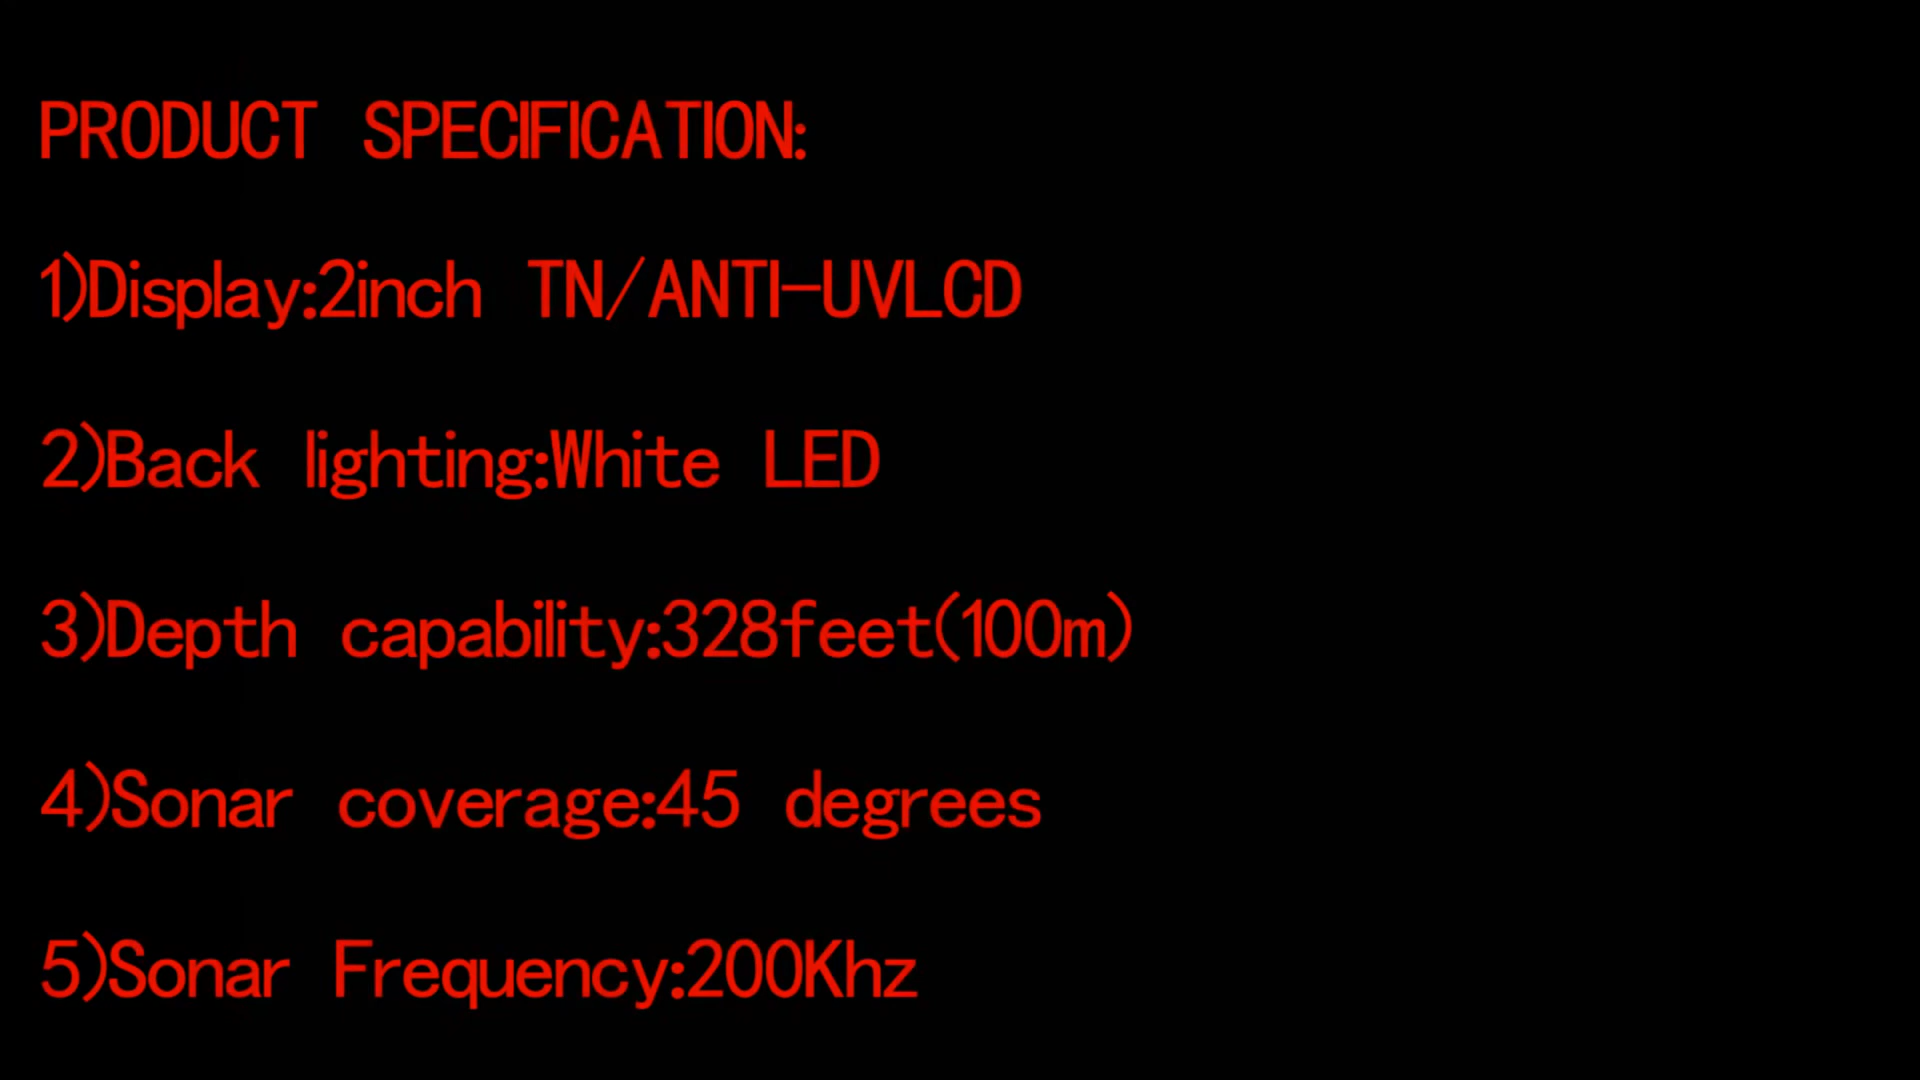 PRODUCT SPECIFICATION:
1)Display:2inch TN/ANTI-UVLCD
2)Back lighting:White LED
3)Depth capability:328feet(100m)
4)Sonar coverage:45 degrees
5)Sonar Frequency:200Khz